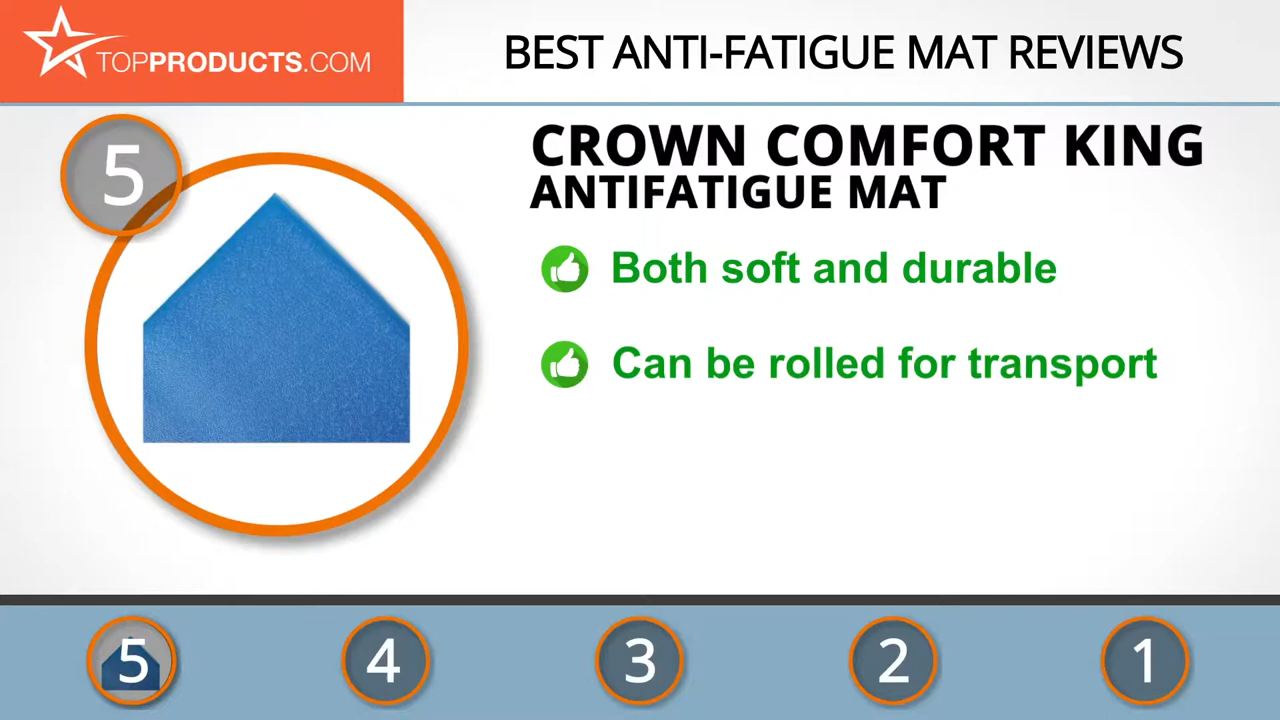 TOPPRODUCTS.COM
BEST ANTI-FATIGUE MAT REVIEWS
5
CROWN COMFORT KING
ANTIFATIGUE MAT
Both soft and durable
Can be rolled for transport
5 4 3 2 1